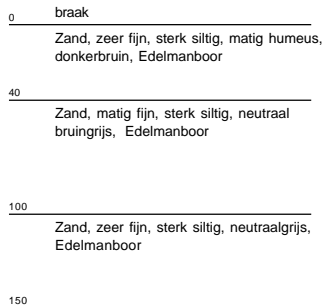 braak
0
Zand, zeer fijn, sterk siltig, matig humeus,
donkerbruin, Edelmanboor
40
Zand, matig fijn, sterk siltig, neutraal
bruingrijs, Edelmanboor
100
Zand, zeer fijn, sterk siltig, neutraalgrijs,
Edelmanboor
150